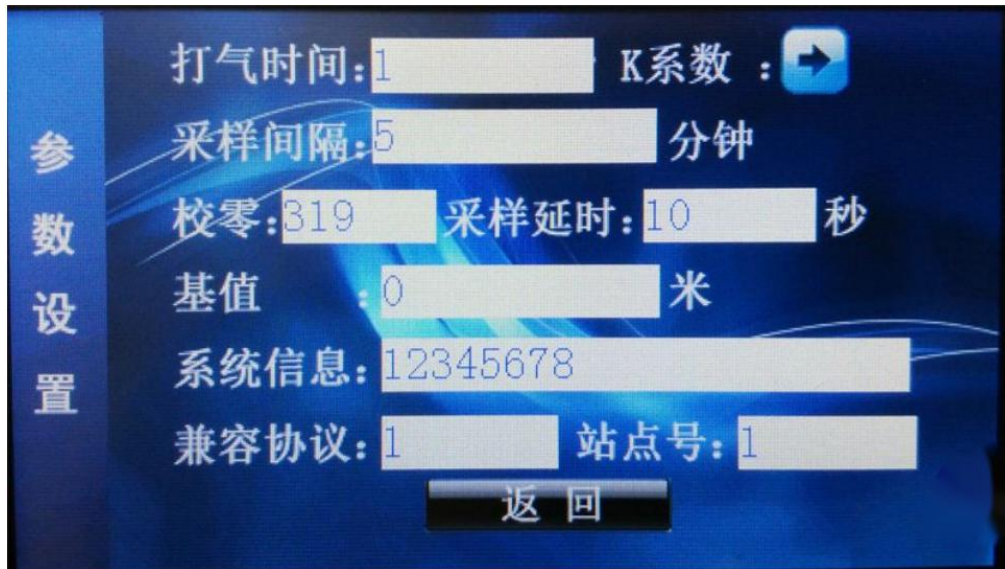 参数设置
打气时间:1 K系数 :
采样间隔:5 分钟
校零:319 采样延时:10 秒
基值 :0 米
系统信息:12345678
兼容协议:1 站点号:1
返回